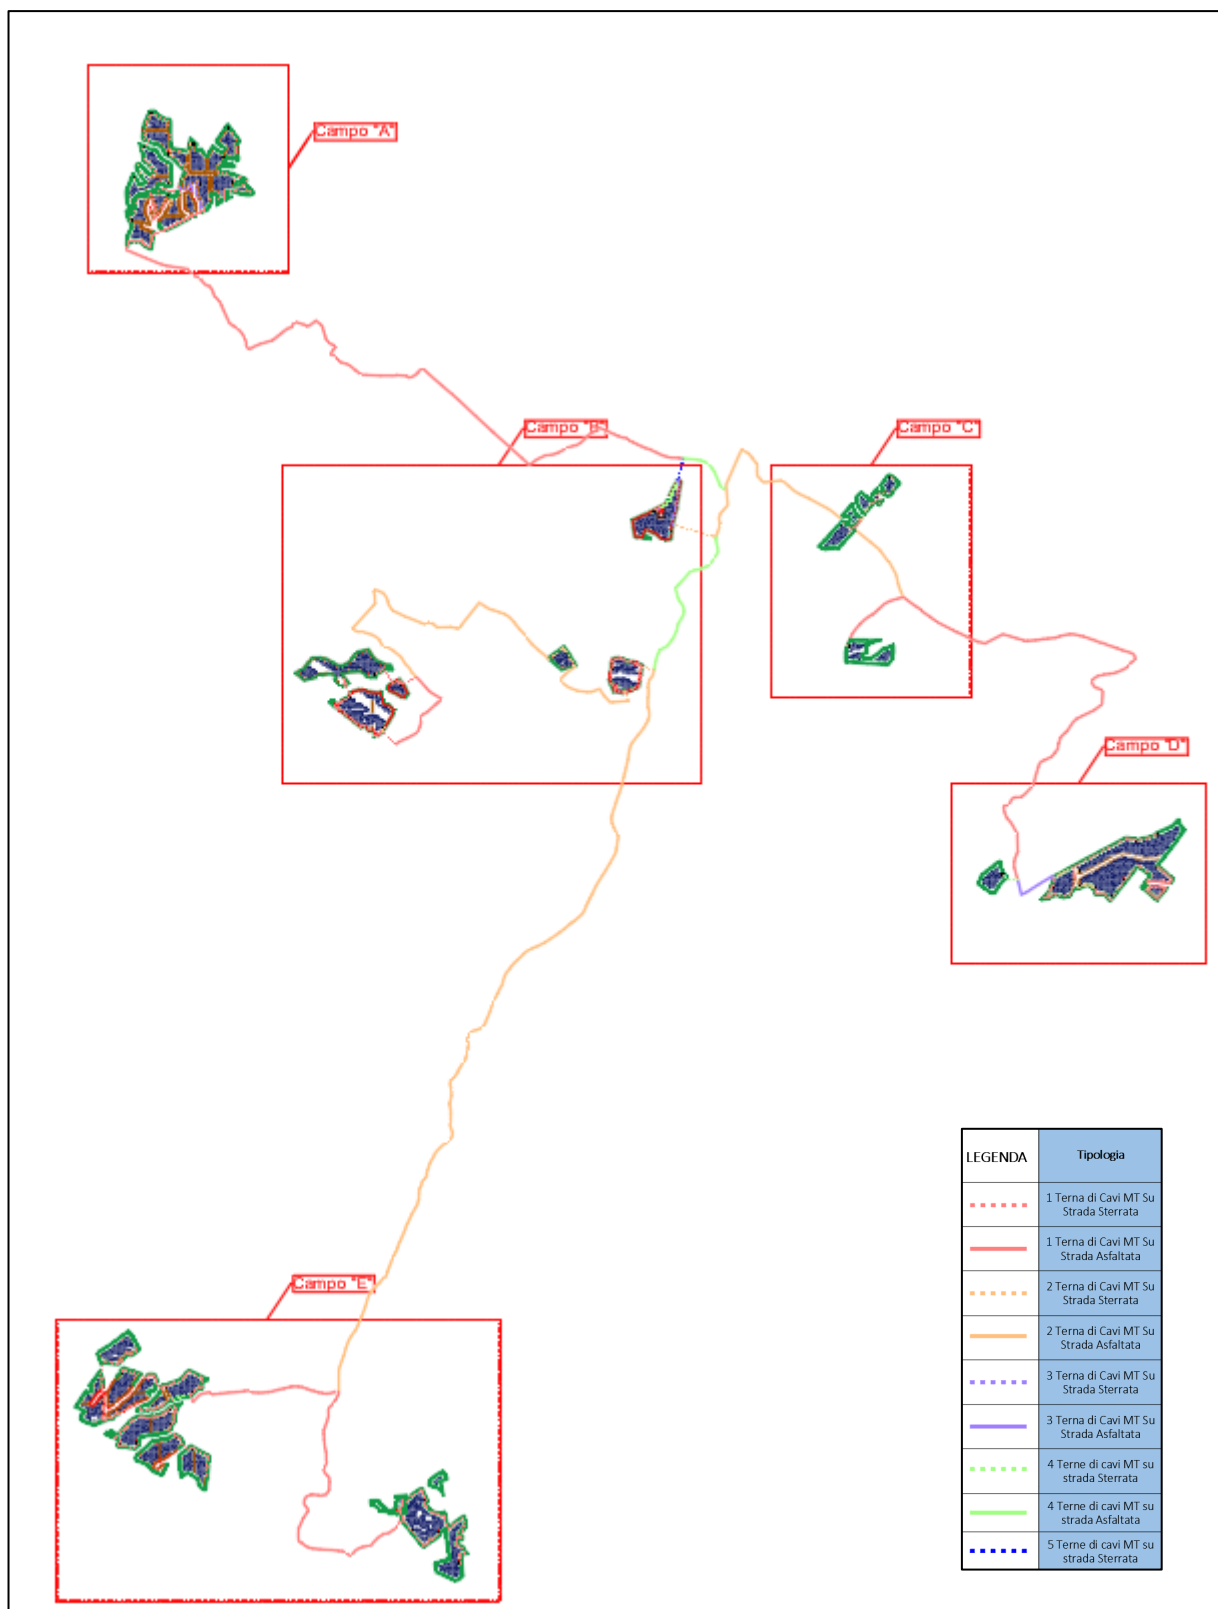 Campo "A"
Campo "B"
Campo "C"
Campo "D"
Campo "E"
LEGENDA
Tipologia
1 Terna di Cavi MT Su
Strada Sterrata
1 Terna di Cavi MT Su
Strada Asfaltata
2 Terna di Cavi MT Su
Strada Sterrata
2 Terna di Cavi MT Su
Strada Asfaltata
3 Terna di Cavi MT Su
Strada Sterrata
3 Terna di Cavi MT Su
Strada Asfaltata
4 Terne di cavi MT su
strada Sterrata
4 Terne di cavi MT su
strada Asfaltata
5 Terne di cavi MT su
strada Sterrata